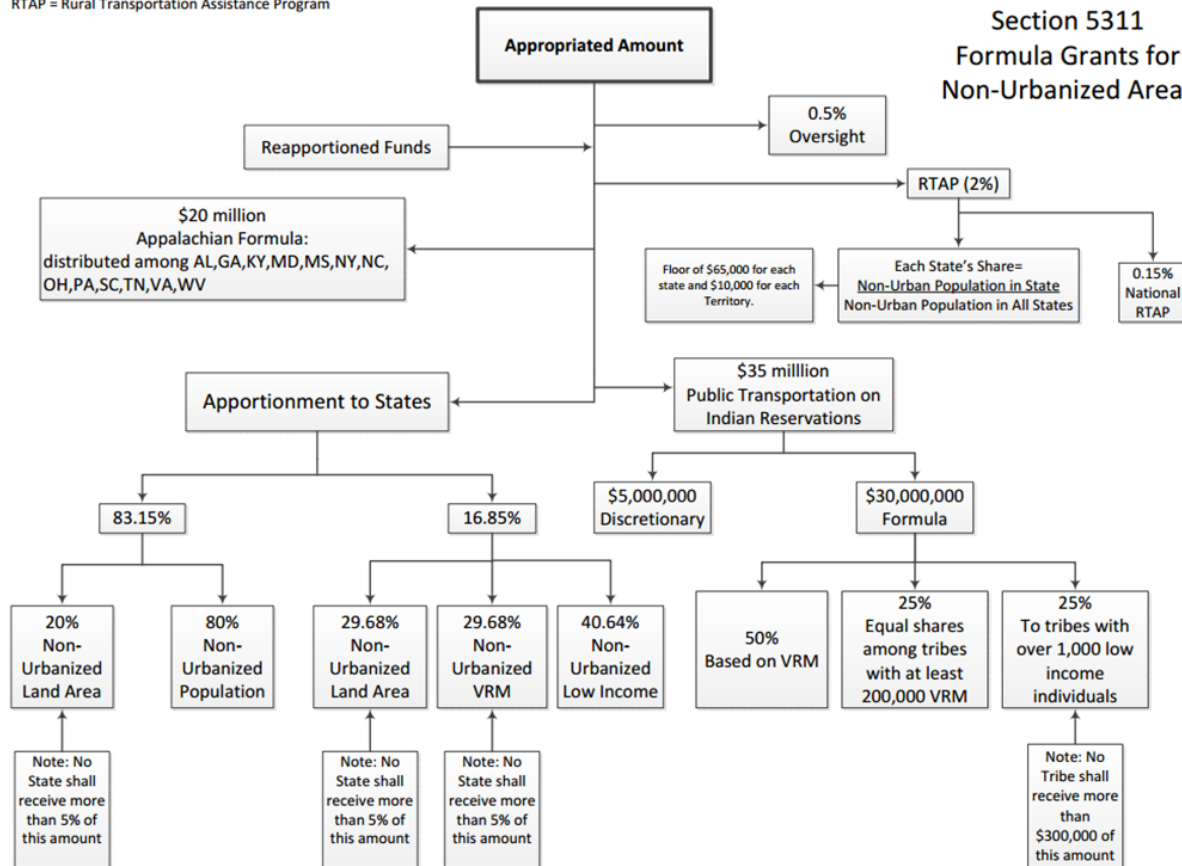 RTAP = Rural Transportation Assistance Program
Section 5311
Formula Grants for
Non-Urbanized Area
Appropriated Amount
0.5%
Oversight
Reapportioned Funds
RTAP (2%)
$20 million
Appalachian Formula:
distributed among AL,GA,KY,MD,MS,NY,NC,
OH,PA,SC,TN,VA,WV
Floor of $65,000 for each
state and $10,000 for each
Territory.
Each State's Share=
Non-Urban Population in State
Non-Urban Population in All States
0.15%
National
RTAP
Apportionment to States
$35 milllion
Public Transportation on
Indian Reservations
83.15%
16.85%
$5,000,000
Discretionary
$30,000,000
Formula
20%
Non-
Urbanized
Land Area
80%
Non-
Urbanized
Population
29.68%
Non-
Urbanized
Land Area
29.68%
Non-
Urbanized
VRM
40.64%
Non-
Urbanized
Low Income
50%
Based on VRM
25%
Equal shares
among tribes
with at least
200,000 VRM
25%
To tribes with
over 1,000 low
income
individuals
Note: No
State shall
receive more
than 5% of
this amount
Note: No
State shall
receive more
than 5% of
this amount
Note: No
State shall
receive more
than 5% of
this amount
Note: No
Tribe shall
receive more
than
$300,000 of
this amount